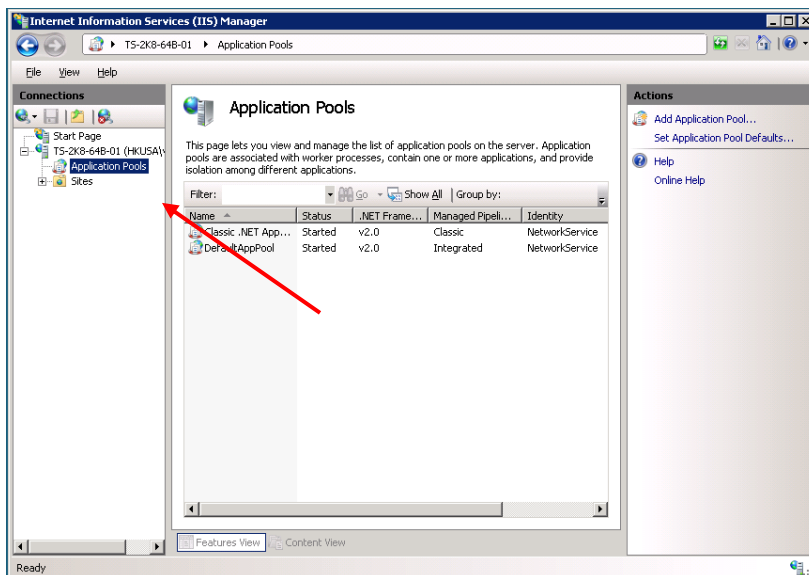 Internet Information Services (IIS) Manager
TS-2K8-64B-01 Application Pools
File View Help
Connections
Start Page
TS-2K8-64B-01 (HKUSA\
Application Pools
Sites
Application Pools
This page lets you view and manage the list of application pools on the server. Application
pools are associated with worker processes, contain one or more applications, and provide
isolation among different applications.
Filter: Go Show All Group by:
Name Status .NET Frame... Managed Pipeli... Identity
Classic .NET App... Started v2.0 Classic NetworkService
DefaultAppPool Started v2.0 Integrated NetworkService
Features View Content View
Actions
Add Application Pool...
Set Application Pool Defaults...
Help
Online Help
Ready